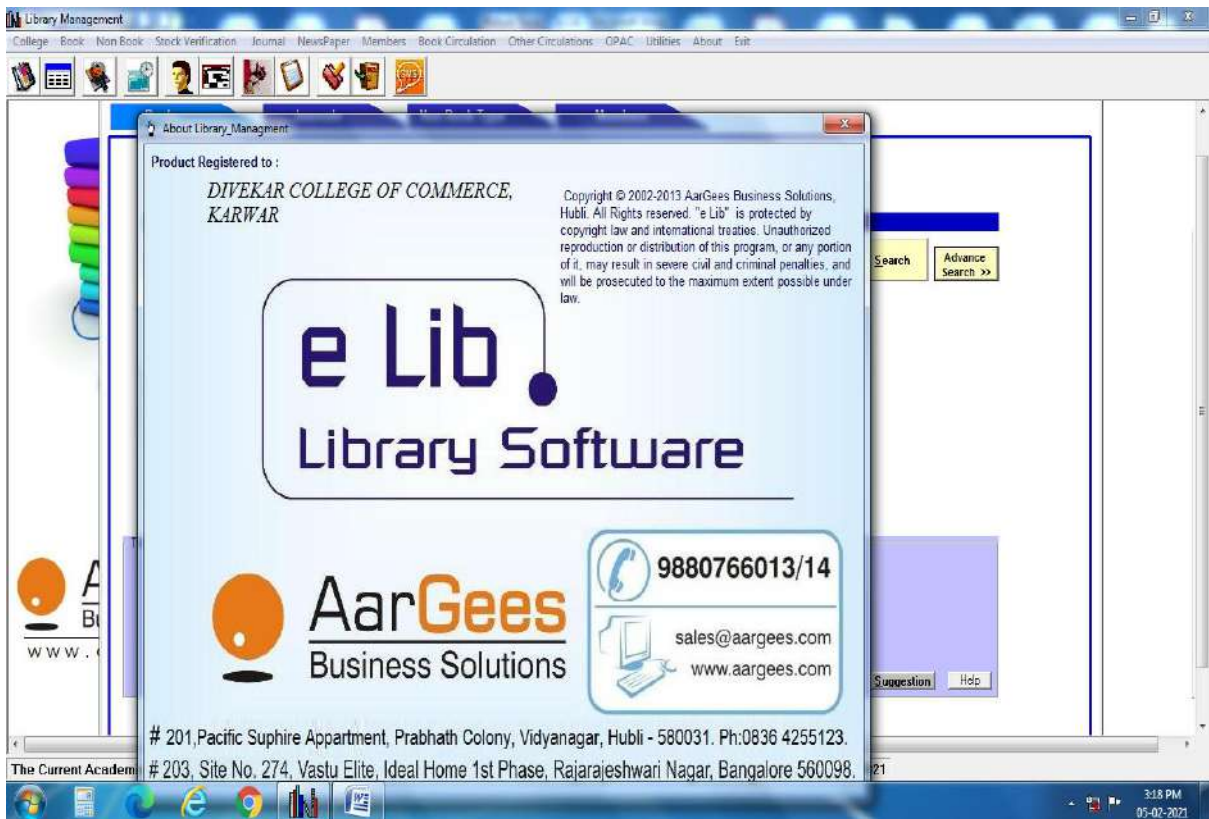 Library Management
College Book Non Book Stock Verification Journal NewsPaper Members Book Circulation Other Circulations OPAC Utilities About Exit
SMS
About Library_Managment
Product Registered to :
DIVEKAR COLLEGE OF COMMERCE,
KARWAR
Copyright © 2002-2013 AarGees Business Solutions,
Hubli. All Rights reserved. "e Lib" is protected by
copyright law and international treaties. Unauthorized
reproduction or distribution of this program, or any portion
of it, may result in severe civil and criminal penalties, and
will be prosecuted to the maximum extent possible under
law.
Search
Advance
Search >>
e Lib
Library Software
AarGees
Business Solutions
9880766013/14
sales@aargees.com
www.aargees.com
A
Bu
www.
Suggestion Help
# 201,Pacific Suphire Appartment, Prabhath Colony, Vidyanagar, Hubli - 580031. Ph:0836 4255123.
# 203, Site No, 274, Vastu Elite, Ideal Home 1st Phase, Rajarajeshwari Nagar, Bangalore 560098.
The Current Academ
21
3:18 PM
05-02-2021